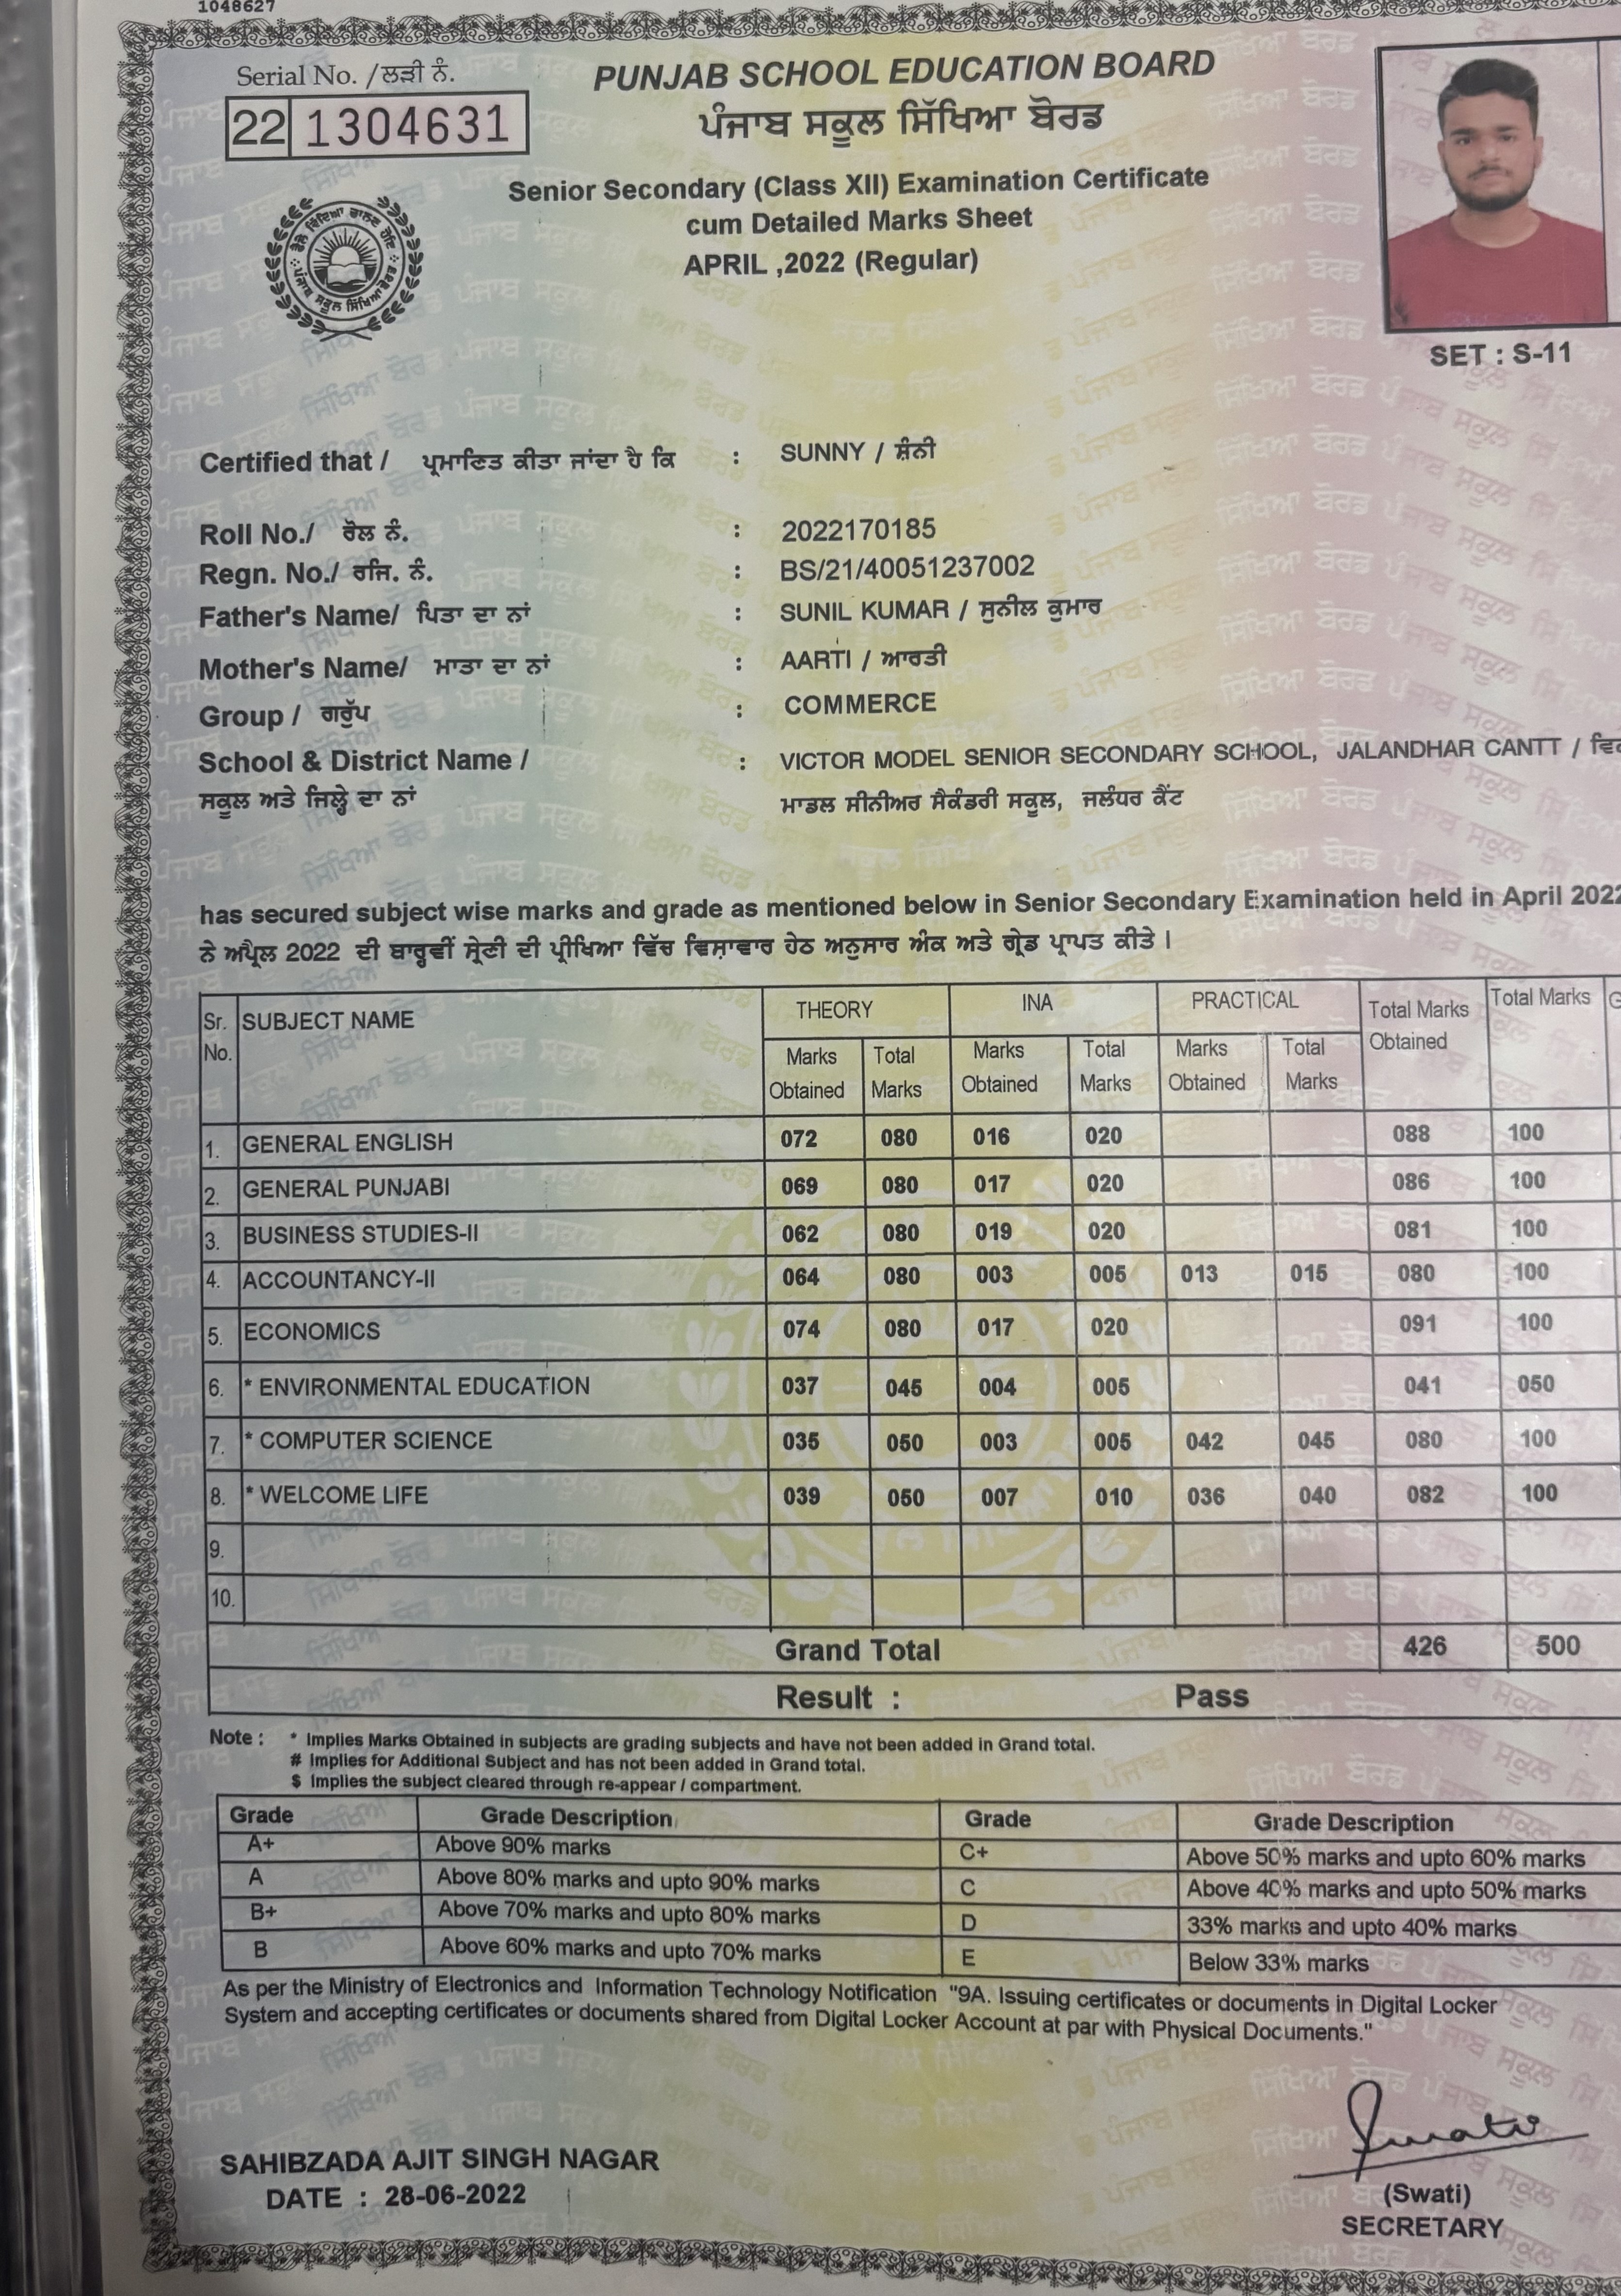 1048627
Serial No. /ਲੜੀ ਨੰ.
22 1304631
PUNJAB SCHOOL EDUCATION BOARD
ਪੰਜਾਬ ਸਕੂਲ ਸਿੱਖਿਆ ਬੋਰਡ
Senior Secondary (Class XII) Examination Certificate
cum Detailed Marks Sheet
APRIL ,2022 (Regular)
SET : S-11
Certified that / ਪ੍ਰਮਾਣਿਤ ਕੀਤਾ ਜਾਂਦਾ ਹੈ ਕਿ : SUNNY / ਸ਼ੰਨੀ
Roll No./ ਰੋਲ ਨੰ. : 2022170185
Regn. No./ ਰਜਿ. ਨੰ. : BS/21/40051237002
Father's Name/ ਪਿਤਾ ਦਾ ਨਾਂ : SUNIL KUMAR / ਸੁਨੀਲ ਕੁਮਾਰ
Mother's Name/ ਮਾਤਾ ਦਾ ਨਾਂ : AARTI / ਆਰਤੀ
Group / ਗਰੁੱਪ : COMMERCE
School & District Name / : VICTOR MODEL SENIOR SECONDARY SCHOOL, JALANDHAR CANTT /
ਸਕੂਲ ਅਤੇ ਜਿਲ੍ਹੇ ਦਾ ਨਾਂ ਮਾਡਲ ਸੀਨੀਅਰ ਸੈਕੰਡਰੀ ਸਕੂਲ, ਜਲੰਧਰ ਕੈਂਟ
has secured subject wise marks and grade as mentioned below in Senior Secondary Examination held in April 2022
ਨੇ ਅਪ੍ਰੈਲ 2022 ਦੀ ਬਾਰ੍ਹਵੀਂ ਸ਼੍ਰੇਣੀ ਦੀ ਪ੍ਰੀਖਿਆ ਵਿੱਚ ਵਿਸ਼ਾਵਾਰ ਹੇਠ ਅਨੁਸਾਰ ਅੰਕ ਅਤੇ ਗ੍ਰੇਡ ਪ੍ਰਾਪਤ ਕੀਤੇ।
Sr. No. SUBJECT NAME THEORY INA PRACTICAL Total Marks Obtained Total Marks
Marks Obtained Total Marks Marks Obtained Total Marks Marks Obtained Total Marks
1. GENERAL ENGLISH 072 080 016 020 088 100
2. GENERAL PUNJABI 069 080 017 020 086 100
3. BUSINESS STUDIES-II 062 080 019 020 081 100
4. ACCOUNTANCY-II 064 080 003 005 013 015 080 100
5. ECONOMICS 074 080 017 020 091 100
6. * ENVIRONMENTAL EDUCATION 037 045 004 005 041 050
7. * COMPUTER SCIENCE 035 050 003 005 042 045 080 100
8. * WELCOME LIFE 039 050 007 010 036 040 082 100
9.
10.
Grand Total 426 500
Result : Pass
Note : * Implies Marks Obtained in subjects are grading subjects and have not been added in Grand total.
# Implies for Additional Subject and has not been added in Grand total.
$ Implies the subject cleared through re-appear / compartment.
Grade Grade Description Grade Grade Description
A+ Above 90% marks C+ Above 50% marks and upto 60% marks
A Above 80% marks and upto 90% marks C Above 40% marks and upto 50% marks
B+ Above 70% marks and upto 80% marks D 33% marks and upto 40% marks
B Above 60% marks and upto 70% marks E Below 33% marks
As per the Ministry of Electronics and Information Technology Notification "9A. Issuing certificates or documents in Digital Locker
System and accepting certificates or documents shared from Digital Locker Account at par with Physical Documents."
SAHIBZADA AJIT SINGH NAGAR
DATE : 28-06-2022
Swati
(Swati)
SECRETARY